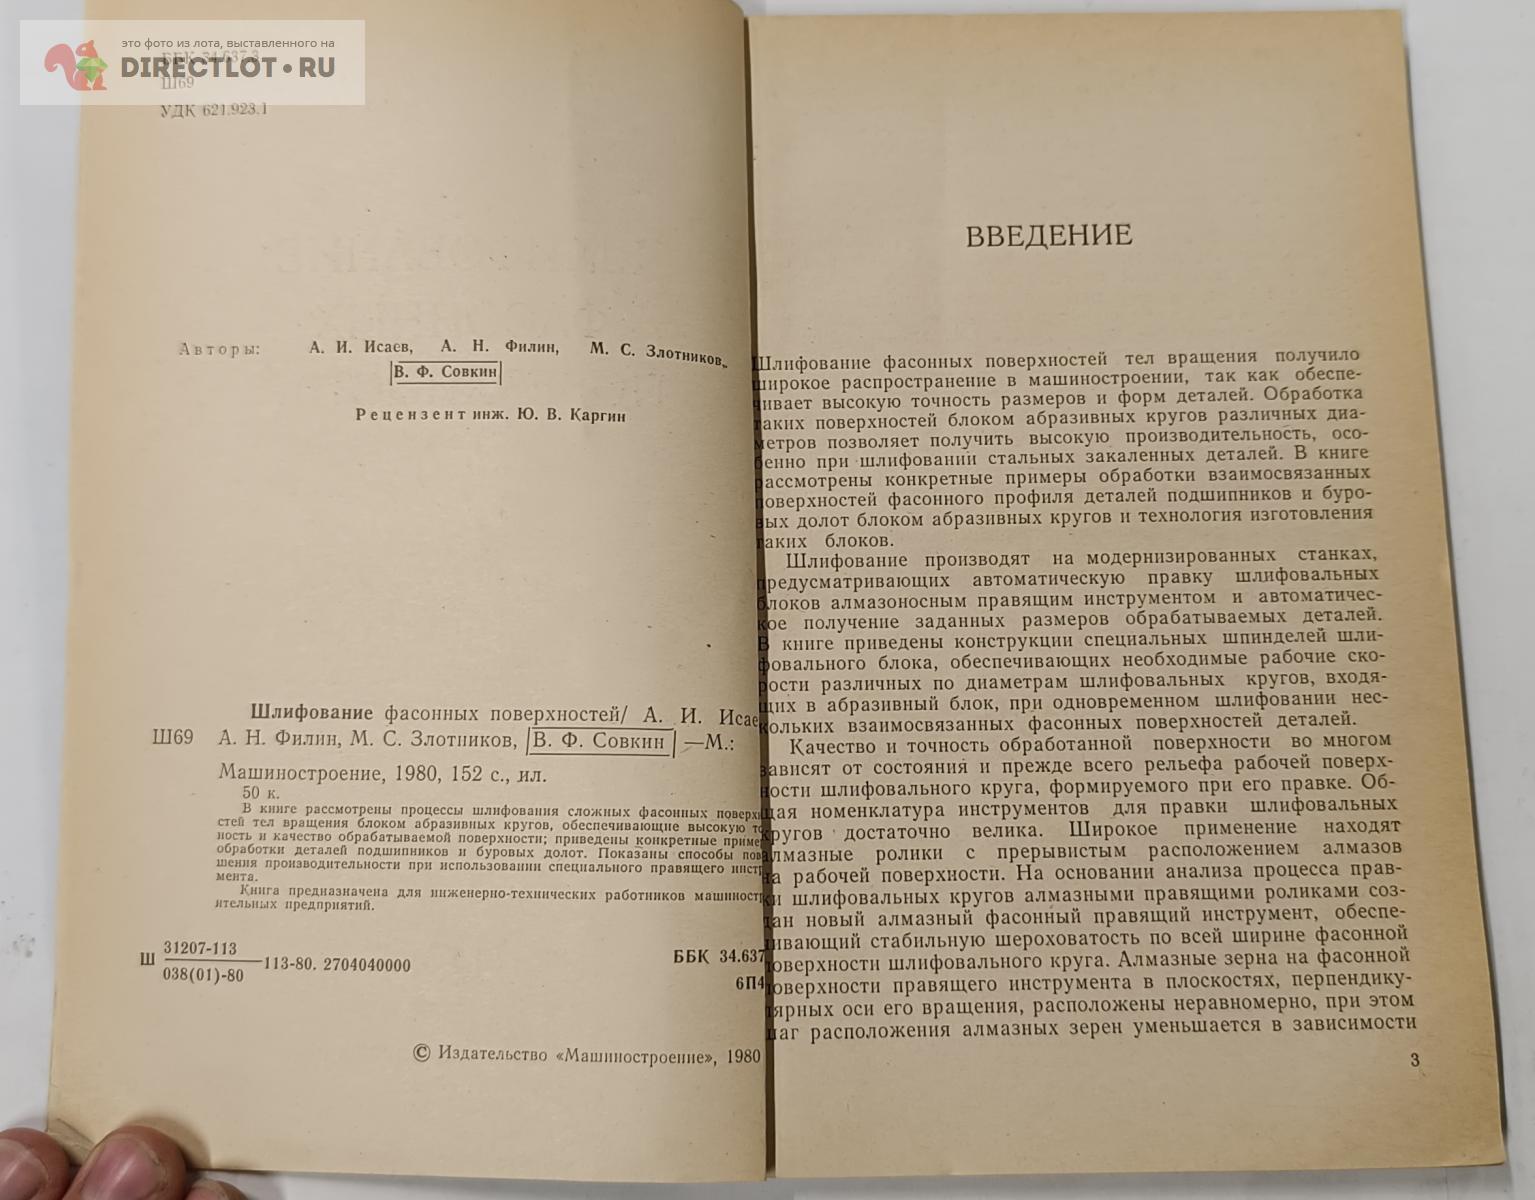 это фото из лота, выставленного на
DIRECTLOT•RU
ББК 34.637.3
Ш69
УДК 621.923.1
Авторы: А. И. Исаев, А. Н. Филин, М. С. Злотников,
В. Ф. Совкин
Рецензент инж. Ю. В. Каргин
Шлифование фасонных поверхностей/ А. И. Исае
Ш69 А. Н. Филин, М. С. Злотников, В. Ф. Совкин —М.:
Машиностроение, 1980, 152 с., ил.
50 к.
В книге рассмотрены процессы шлифования сложных фасонных поверх
стей тел вращения блоком абразивных кругов, обеспечивающие высокую т
ность и качество обрабатываемой поверхности; приведены конкретные приме
обработки деталей подшипников и буровых долот. Показаны способы пов
шения производительности при использовании специального правящего инст
мента.
Книга предназначена для инженерно-технических работников машиност
ительных предприятий.
Ш 31207-113
038(01)-80 113-80. 2704040000
ББК 34.637
6П4
© Издательство «Машиностроение», 1980
ВВЕДЕНИЕ
Шлифование фасонных поверхностей тел вращения получило
широкое распространение в машиностроении, так как обеспе-
чивает высокую точность размеров и форм деталей. Обработка
таких поверхностей блоком абразивных кругов различных диа-
метров позволяет получить высокую производительность, осо-
бенно при шлифовании стальных закаленных деталей. В книге
рассмотрены конкретные примеры обработки взаимосвязанных
поверхностей фасонного профиля деталей подшипников и буро-
вых долот блоком абразивных кругов и технология изготовления
таких блоков.
Шлифование производят на модернизированных станках,
предусматривающих автоматическую правку шлифовальных
блоков алмазоносным правящим инструментом и автоматичес-
кое получение заданных размеров обрабатываемых деталей.
В книге приведены конструкции специальных шпинделей шли-
фовального блока, обеспечивающих необходимые рабочие ско-
рости различных по диаметрам шлифовальных кругов, входя-
щих в абразивный блок, при одновременном шлифовании нес-
кольких взаимосвязанных фасонных поверхностей деталей.
Качество и точность обработанной поверхности во многом
зависят от состояния и прежде всего рельефа рабочей поверх-
ности шлифовального круга, формируемого при его правке. Об-
щая номенклатура инструментов для правки шлифовальных
кругов достаточно велика. Широкое применение находят
алмазные ролики с прерывистым расположением алмазов
на рабочей поверхности. На основании анализа процесса прав-
ки шлифовальных кругов алмазными правящими роликами соз-
дан новый алмазный фасонный правящий инструмент, обеспе-
чивающий стабильную шероховатость по всей ширине фасонной
поверхности шлифовального круга. Алмазные зерна на фасонной
поверхности правящего инструмента в плоскостях, перпендику-
лярных оси его вращения, расположены неравномерно, при этом
шаг расположения алмазных зерен уменьшается в зависимости
3